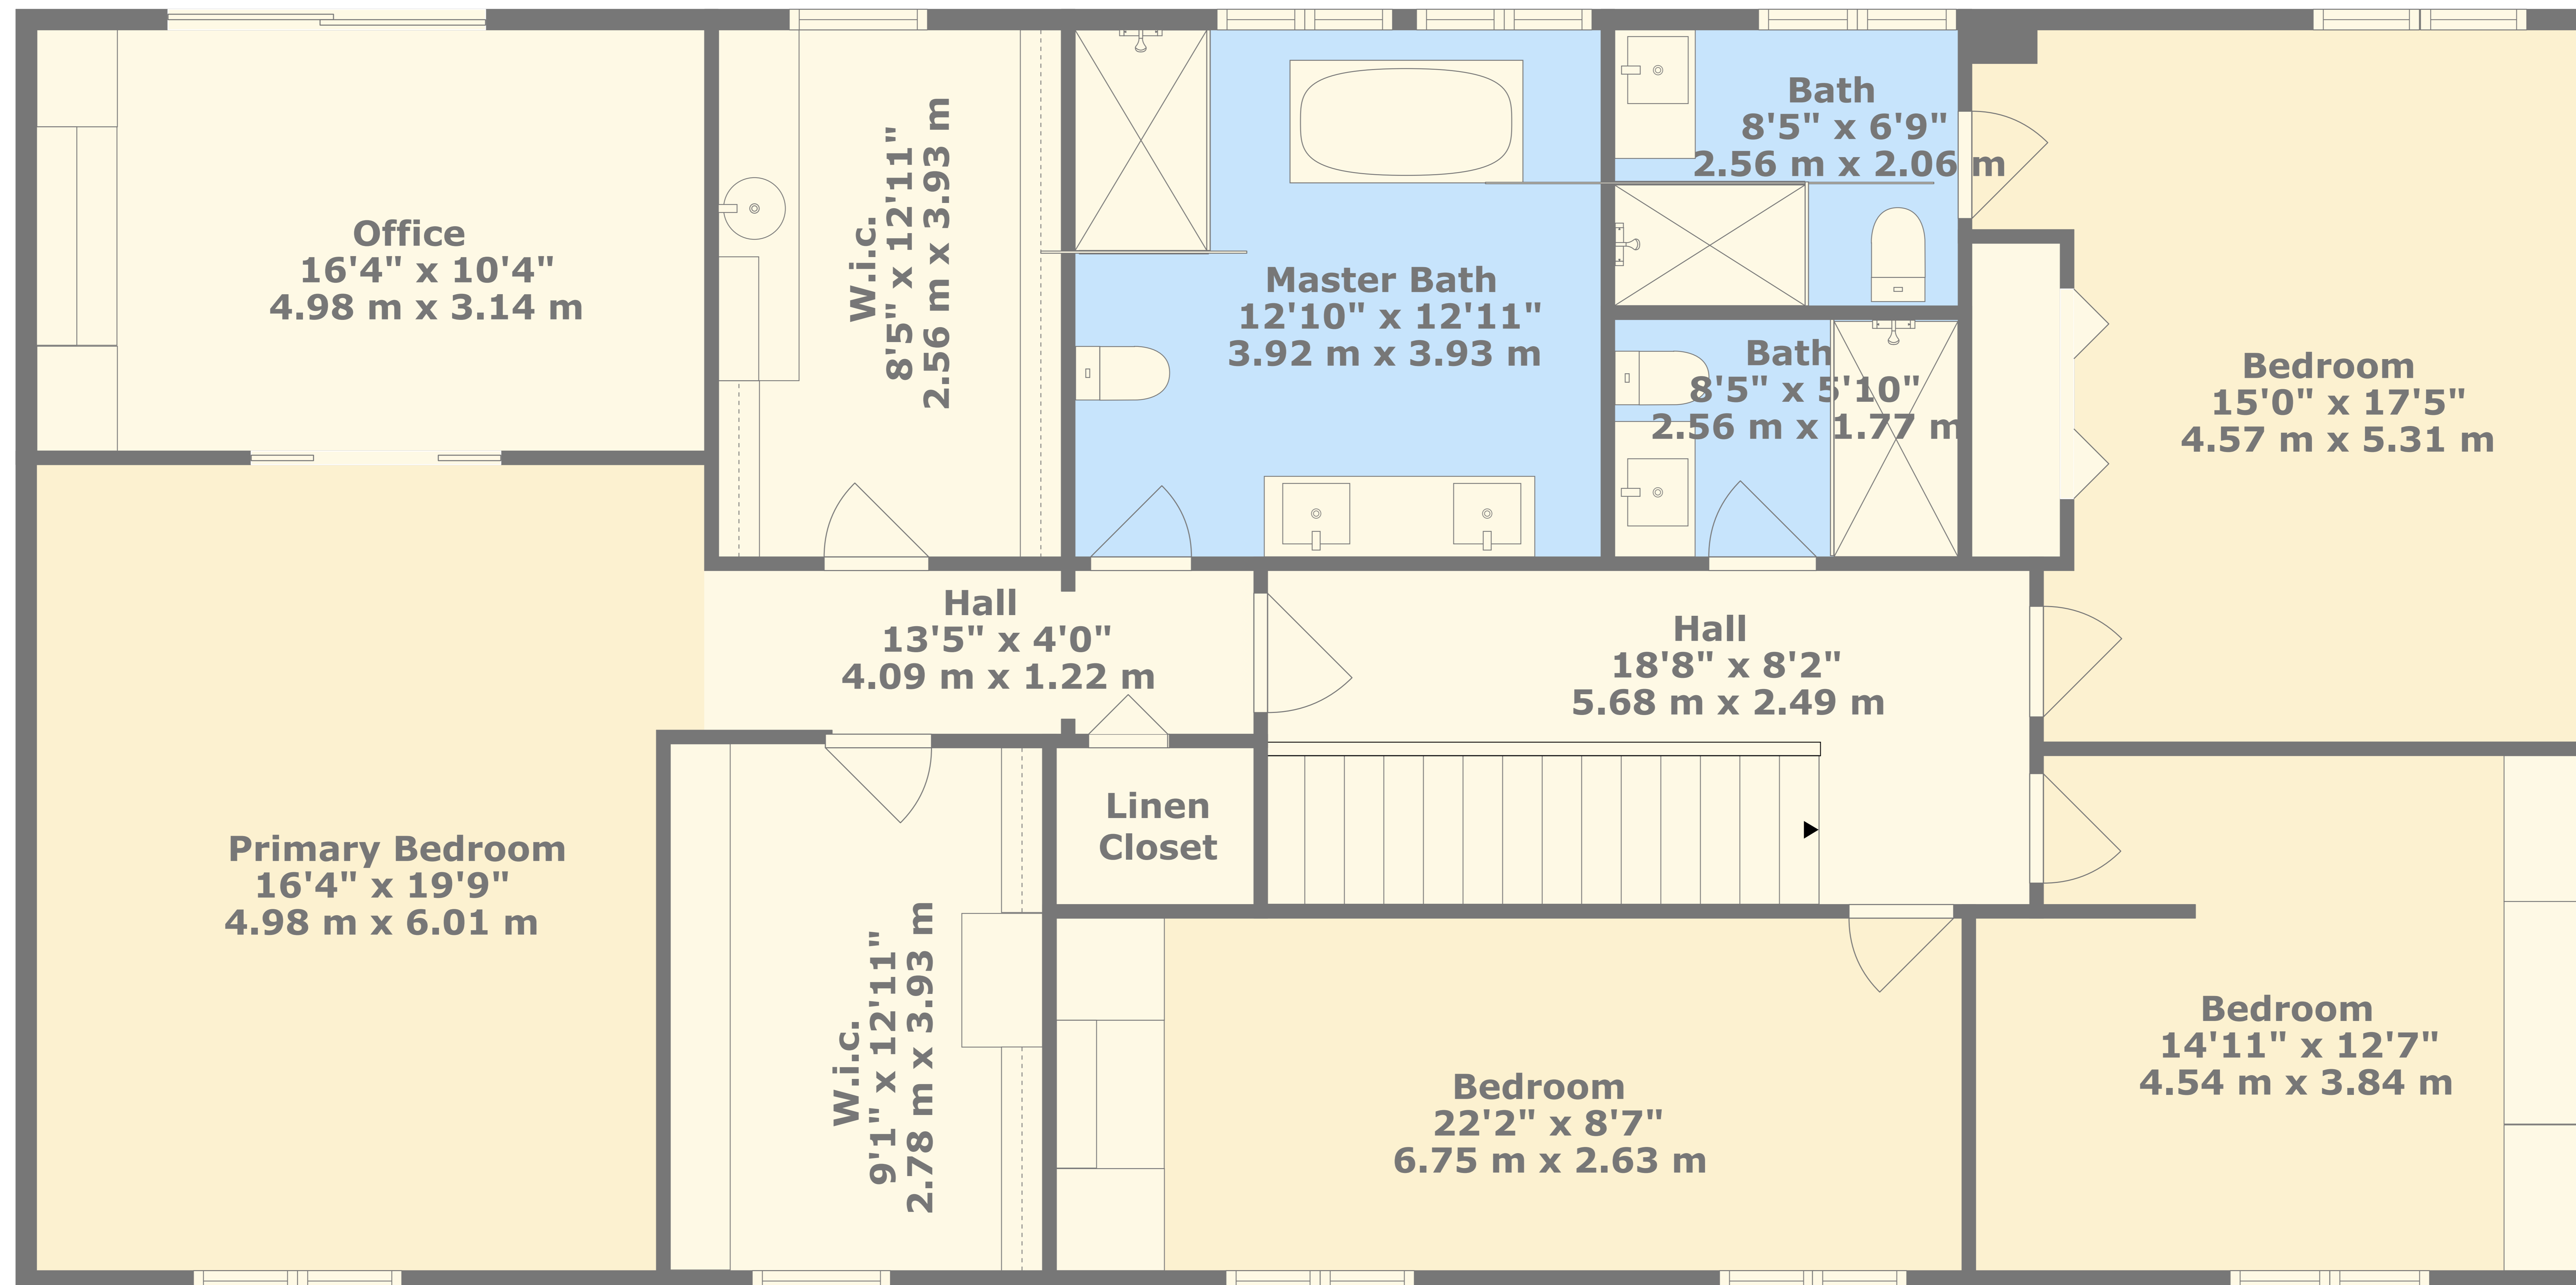 Office
16'4" x 10'4"
4.98 m x 3.14 m
W.i.c.
8'5" x 12'11"
2.56 m x 3.93 m
Master Bath
12'10" x 12'11"
3.92 m x 3.93 m
Bath
8'5" x 6'9"
2.56 m x 2.06 m
Bath
8'5" x 5'10"
2.56 m x 1.77 m
Bedroom
15'0" x 17'5"
4.57 m x 5.31 m
Hall
13'5" x 4'0"
4.09 m x 1.22 m
Hall
18'8" x 8'2"
5.68 m x 2.49 m
Primary Bedroom
16'4" x 19'9"
4.98 m x 6.01 m
W.i.c.
9'1" x 12'11"
2.78 m x 3.93 m
Linen
Closet
Bedroom
22'2" x 8'7"
6.75 m x 2.63 m
Bedroom
14'11" x 12'7"
4.54 m x 3.84 m